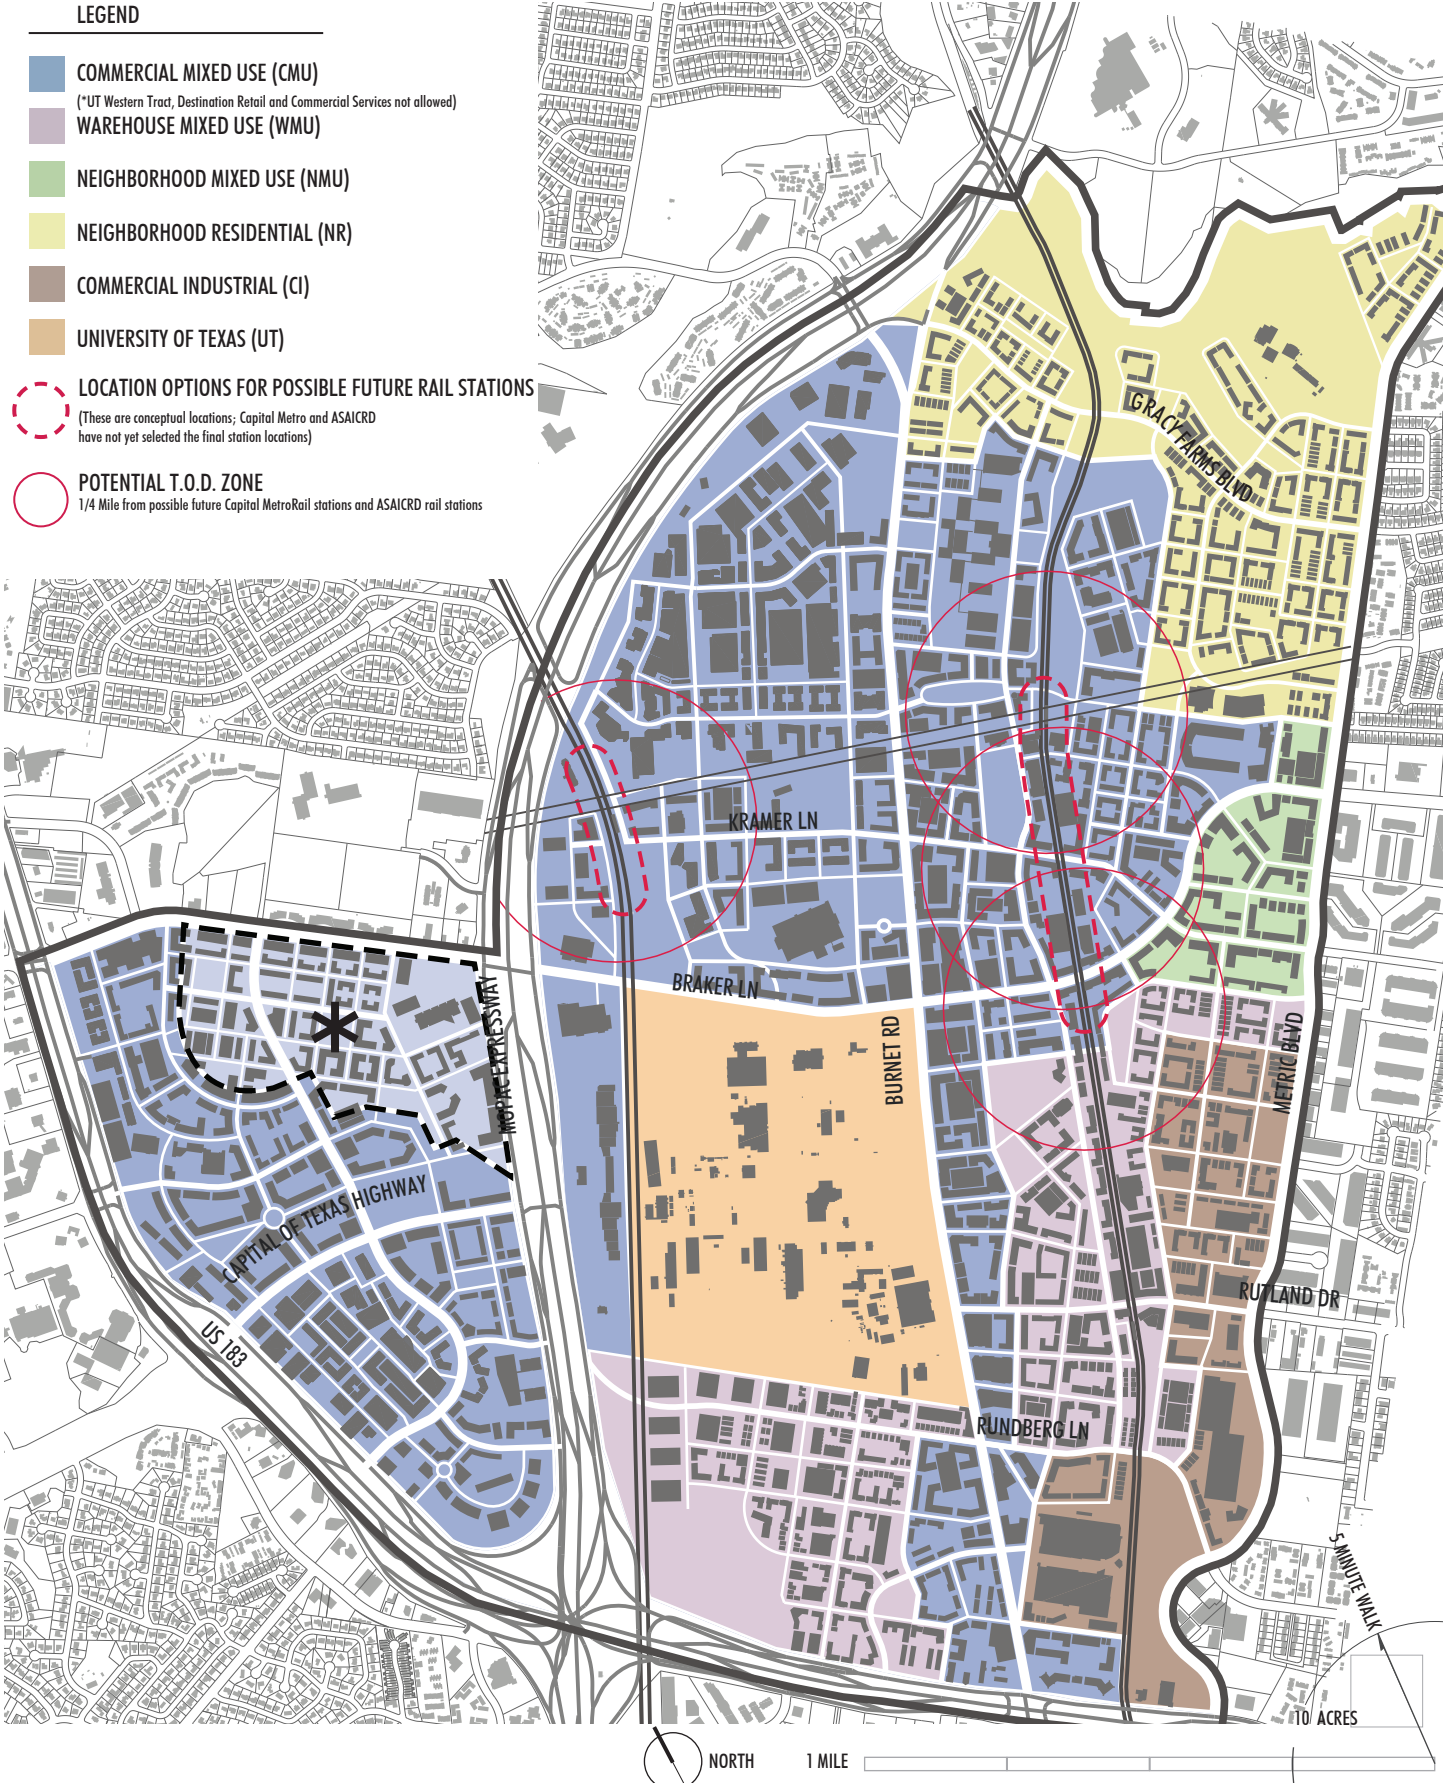 LEGEND
COMMERCIAL MIXED USE (CMU)
(*UT Western Tract, Destination Retail and Commercial Services not allowed)
WAREHOUSE MIXED USE (WMU)
NEIGHBORHOOD MIXED USE (NMU)
NEIGHBORHOOD RESIDENTIAL (NR)
COMMERCIAL INDUSTRIAL (CI)
UNIVERSITY OF TEXAS (UT)
LOCATION OPTIONS FOR POSSIBLE FUTURE RAIL STATIONS
(These are conceptual locations; Capital Metro and ASAICRD
have not yet selected the final station locations)
POTENTIAL T.O.D. ZONE
1/4 Mile from possible future Capital MetroRail stations and ASAICRD rail stations
GRACY FARMS BLVD
KRAMER LN
BRAKER LN
MOPAC EXPRESSWAY
BURNET RD
METRIC BLVD
CAPITAL OF TEXAS HIGHWAY
RUTLAND DR
US 183
RUNDBERG LN
5 MINUTE WALK
10 ACRES
NORTH
1 MILE